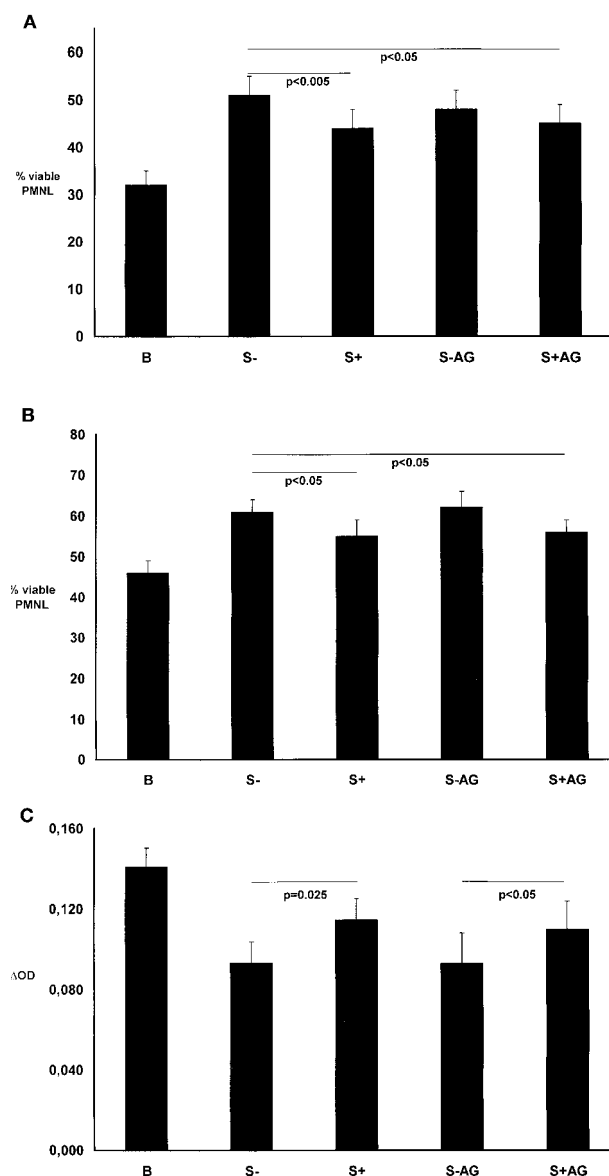 A
60
p<0.05
p<0.005
50
40
% viable
PMNL
30
20
10
0
B S- S+ S-AG S+AG
B
80
70
p<0.05
p<0.05
60
50
% viable
PMNL
40
30
20
10
0
B S- S+ S-AG S+AG
C
0,160
p=0.025 p<0.05
0,120
ΔOD
0,080
0,040
0,000
B S- S+ S-AG S+AG